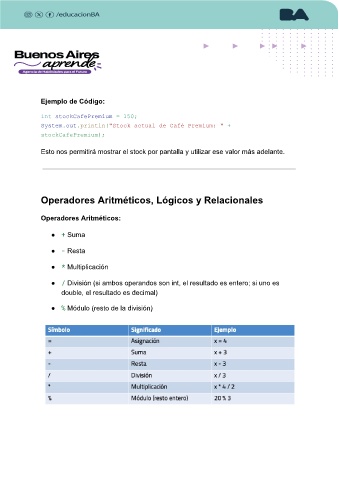 /educacionBA
BA
Buenos Aires
aprende
Agencia de Habilidades para el Futuro
Ejemplo de Código:
int stockCafePremium = 150;
System.out.println("Stock actual de Café Premium: " +
stockCafePremium);
Esto nos permitirá mostrar el stock por pantalla y utilizar ese valor más adelante.
Operadores Aritméticos, Lógicos y Relacionales
Operadores Aritméticos:
● + Suma
● - Resta
● * Multiplicación
● / División (si ambos operandos son int, el resultado es entero; si uno es
double, el resultado es decimal)
● % Módulo (resto de la división)
Símbolo Significado Ejemplo
= Asignación x = 4
+ Suma x + 3
- Resta x - 3
/ División x / 3
* Multiplicación x * 4 / 2
% Módulo (resto entero) 20 % 3